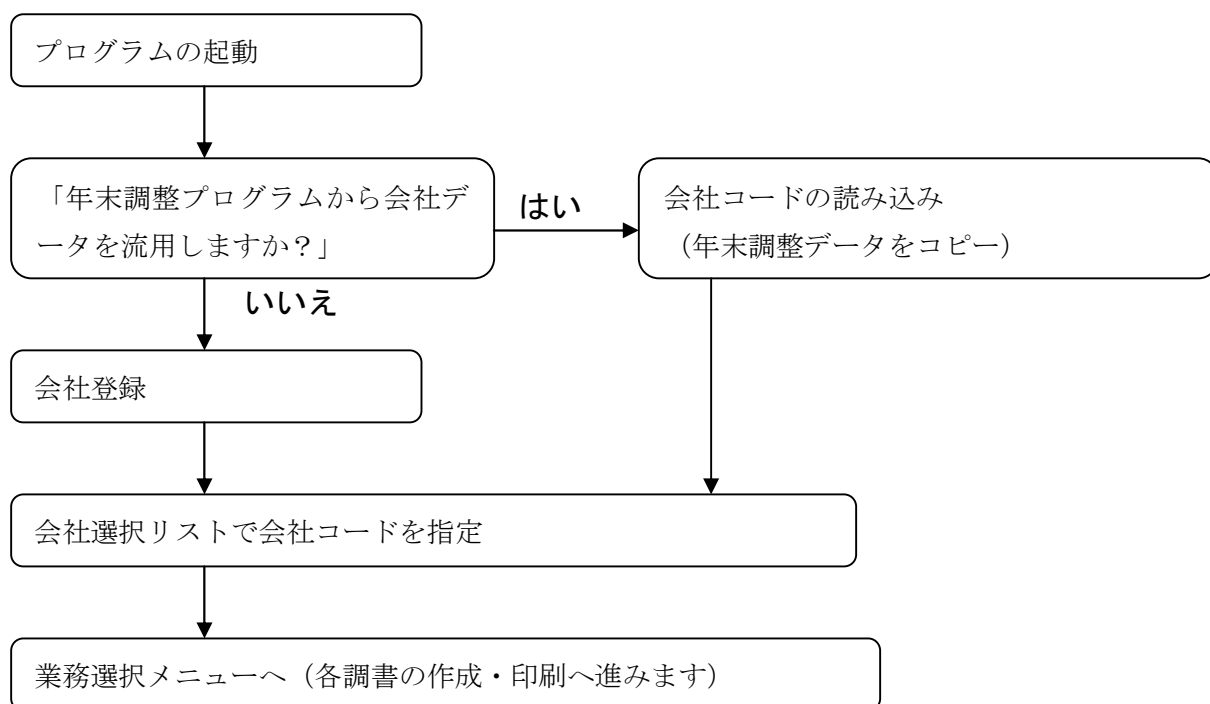 プログラムの起動
「年末調整プログラムから会社デ
ータを流用しますか？」
はい
会社コードの読み込み
（年末調整データをコピー）
いいえ
会社登録
会社選択リストで会社コードを指定
業務選択メニューへ（各調書の作成・印刷へ進みます）